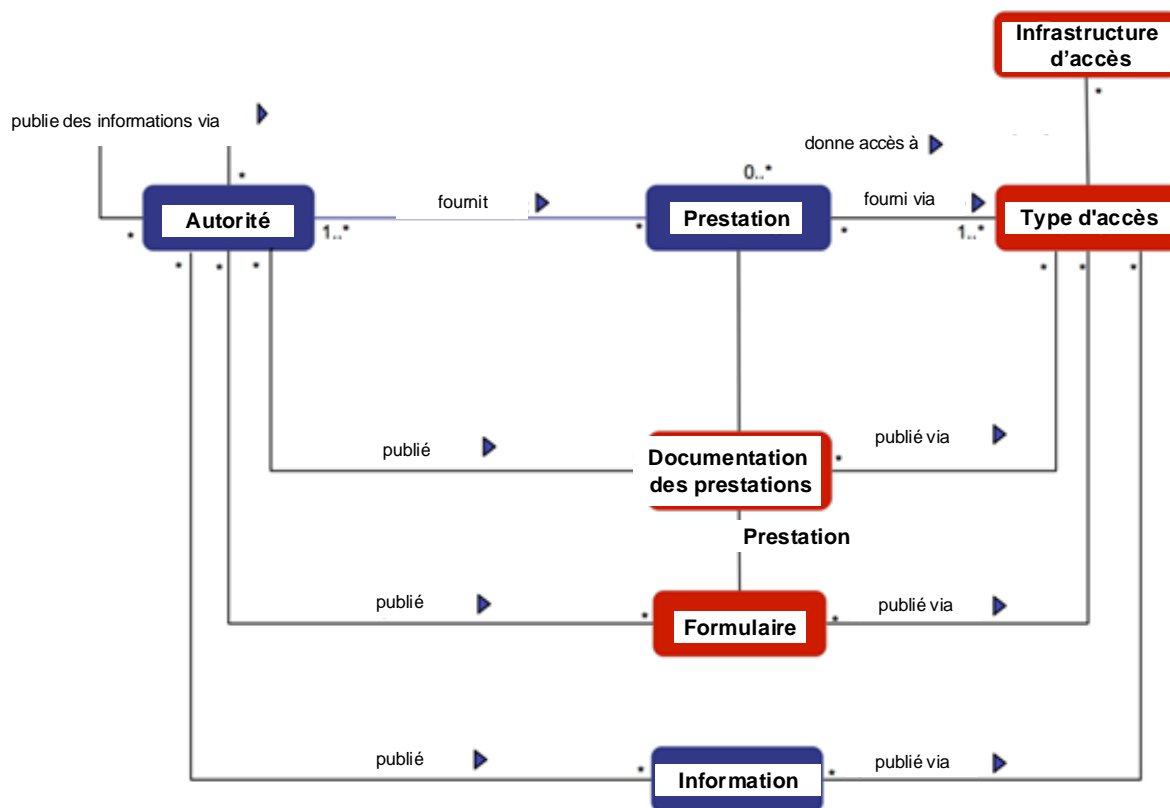 Infrastructure
d'accès
*
publie des informations via
donne accès à
*
0..*
Autorité
fournit
Prestation
fourni via
Type d'accès
*
1..*
*
*
1..*
*
*
*
*
*
*
publié
Documentation
des prestations
*
publié via
Prestation
publié
*
Formulaire
*
publié via
publié
*
Information
*
publié via